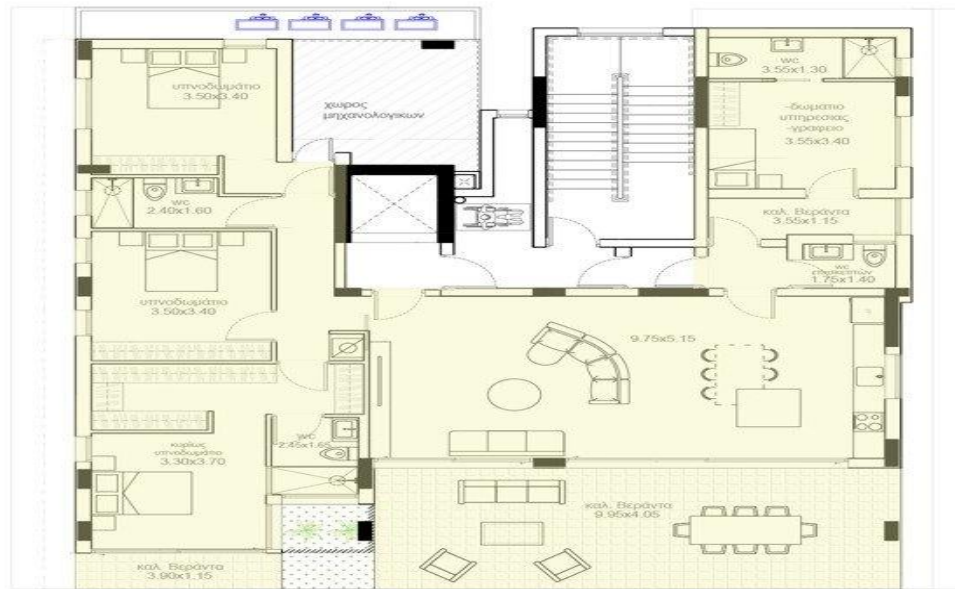 wc
3.55x1.30
υπνοδωμάτιο
3.50x3.40
χωρος
μηχανολογικων
-δωμάτιο
υπηρεσιας
-γραφειο
3.55x3.40
wc
2.40x1.60
καλ. Βεράντα
3.55x1.15
wc
επισκεπτών
1.75x1.40
υπνοδωμάτιο
3.50x3.40
9.75x5.15
wc
2.45x1.65
κυρίως
υπνοδωμάτιο
3.30x3.70
καλ. Βεράντα
9.95x4.05
καλ. Βεράντα
3.90x1.15